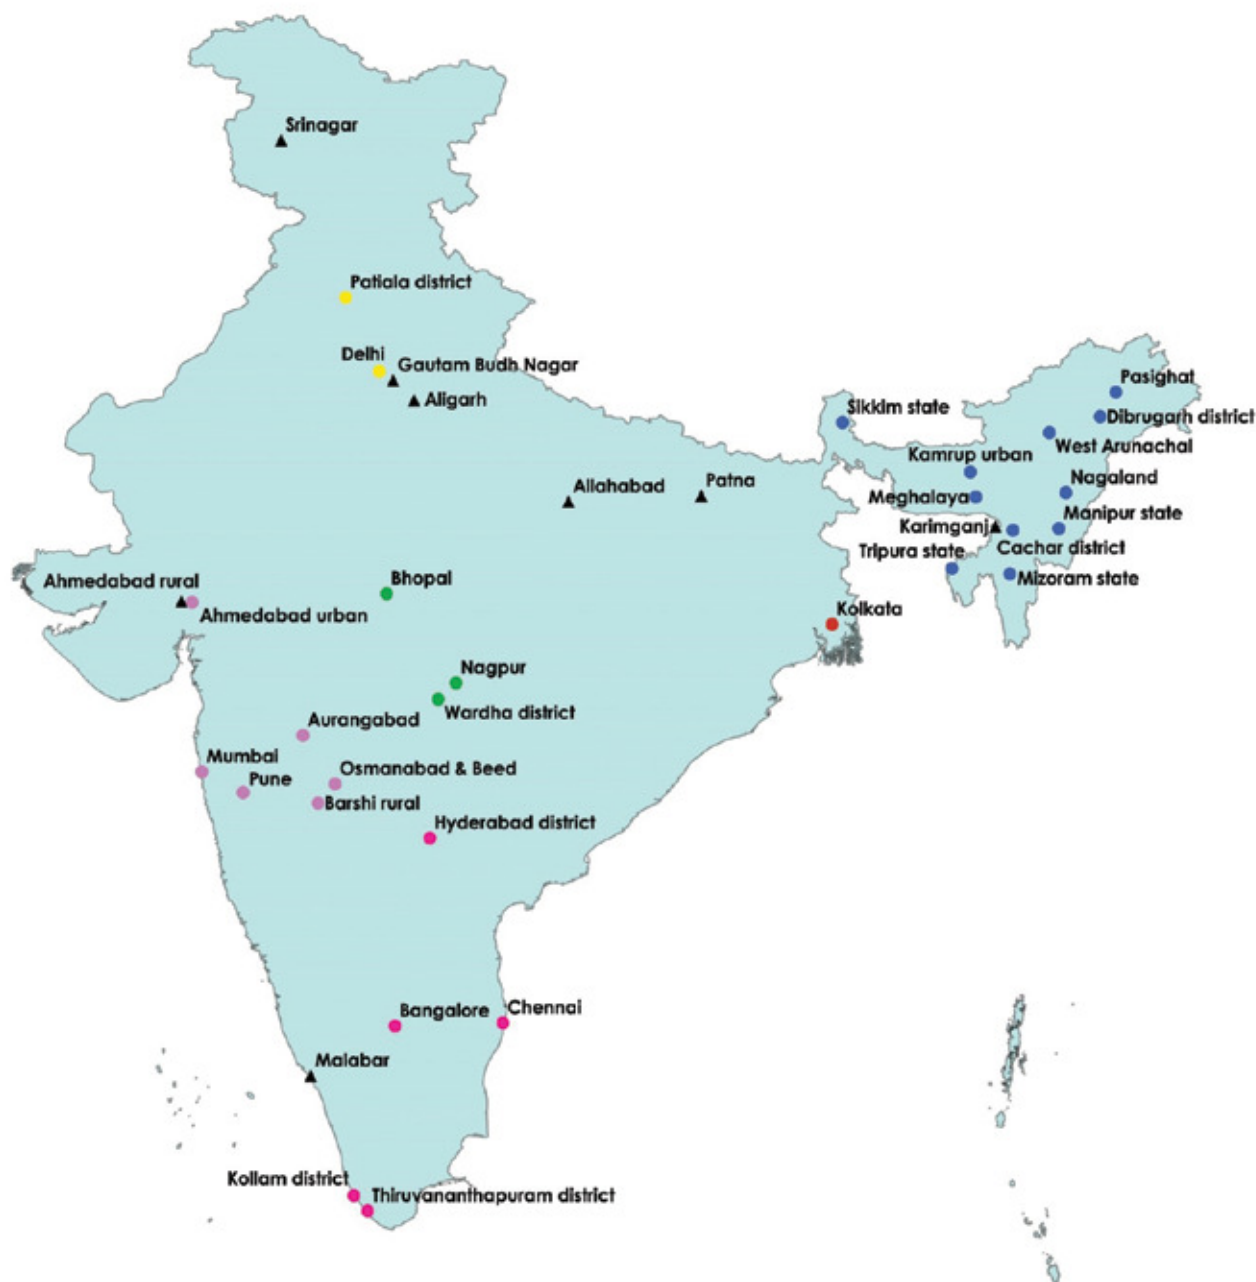 Srinagar
Patiala district
Delhi
Gautam Budh Nagar
Aligarh
Pasighat
Sikkim state
Dibrugarh district
West Arunachal
Kamrup urban
Allahabad
Patna
Nagaland
Meghalaya
Manipur state
Karimganj
Cachar district
Tripura state
Mizoram state
Ahmedabad rural
Bhopal
Ahmedabad urban
Kolkata
Nagpur
Wardha district
Aurangabad
Mumbai
Osmanabad & Beed
Pune
Barshi rural
Hyderabad district
Bangalore
Chennai
Malabar
Kollam district
Thiruvananthapuram district